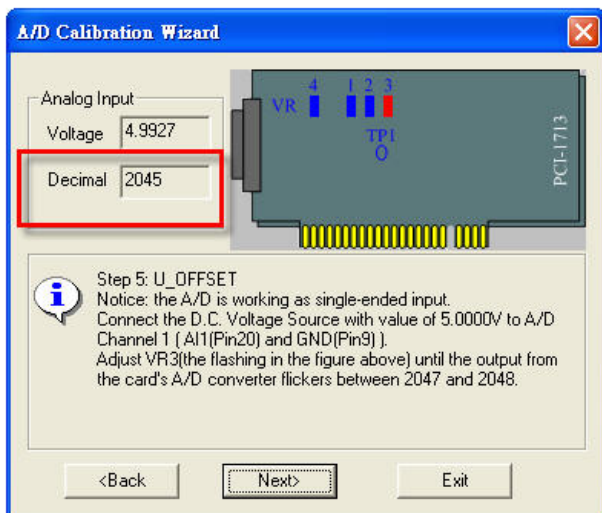 A/D Calibration Wizard
Analog Input
Voltage 4.9927
Decimal 2045
4 1 2 3
VR
TP1
PCI-1713
Step 5: U_OFFSET
Notice: the A/D is working as single-ended input.
Connect the D.C. Voltage Source with value of 5.0000V to A/D
Channel 1 ( AI1(Pin20) and GND(Pin9) ).
Adjust VR3(the flashing in the figure above) until the output from
the card's A/D converter flickers between 2047 and 2048.
<Back Next> Exit